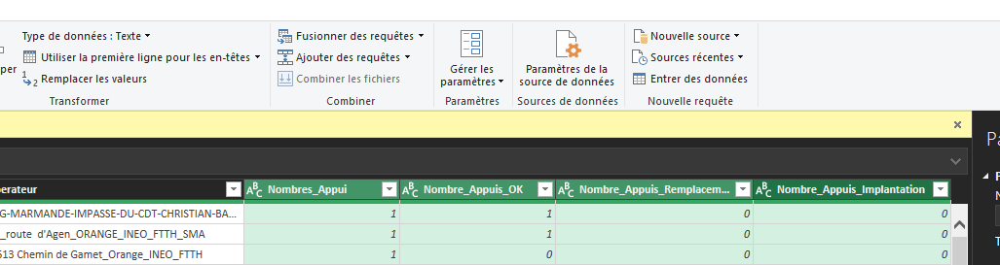 Type de données : Texte
Fusionner des requêtes
Nouvelle source
Utiliser la première ligne pour les en-têtes
Ajouter des requêtes
Sources récentes
per
Remplacer les valeurs
Combiner les fichiers
Gérer les paramètres
Paramètres de la source de données
Entrer des données
Transformer
Combiner
Paramètres
Sources de données
Nouvelle requête
Pa
erateur
ABC Nombres_Appui
ABC Nombre_Appuis_OK
ABC Nombre_Appuis_Remplacem...
ABC Nombre_Appuis_Implantation
G-MARMANDE-IMPASSE-DU-CDT-CHRISTIAN-BA... 1 1 0 0
_route d'Agen_ORANGE_INEO_FTTH_SMA 1 1 0 0
513 Chemin de Gamet_Orange_INEO_FTTH 1 0 0 0